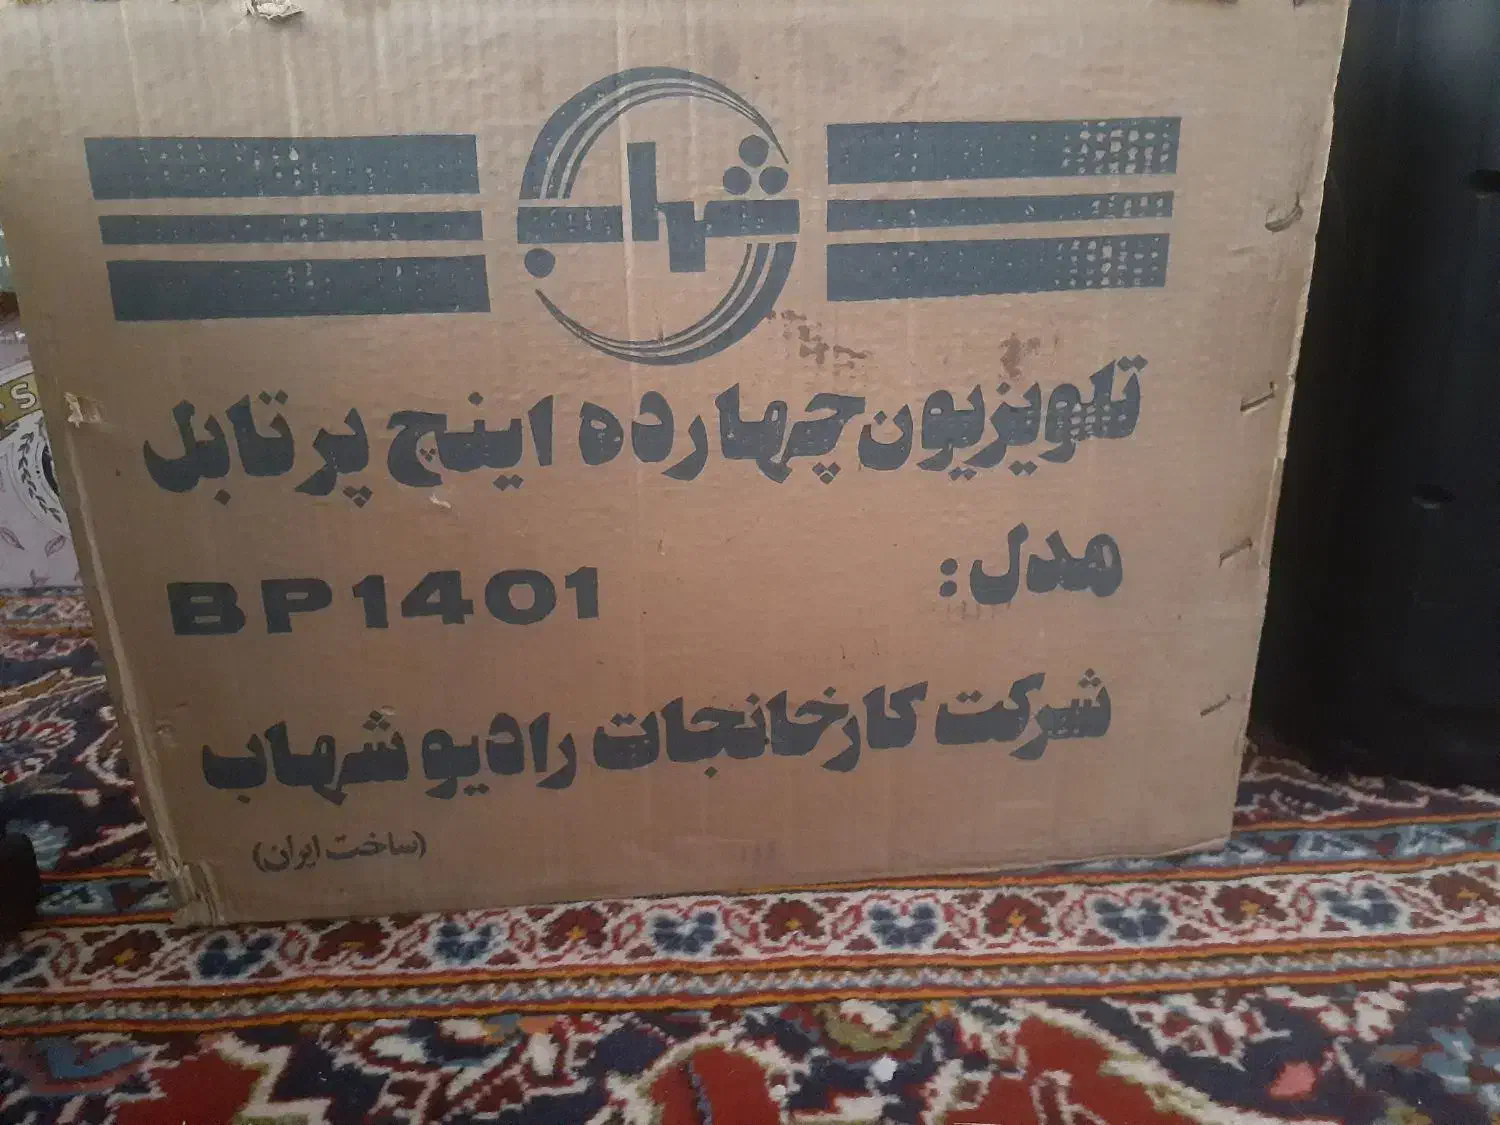 شهاب
تلویزیون چهارده اینچ پرتابل
مدل: BP1401
شرکت کارخانجات رادیو شهاب
(ساخت ایران)